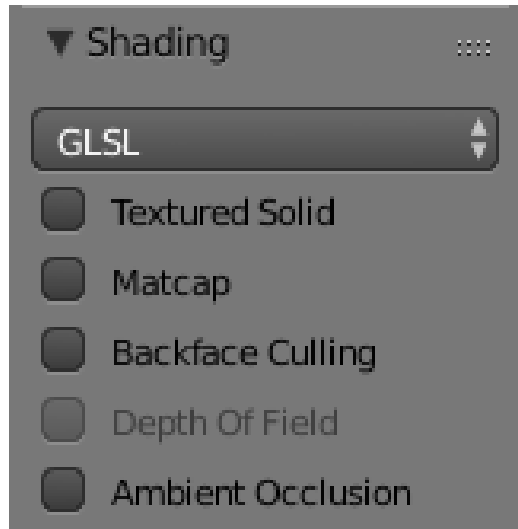 Shading
GLSL
Textured Solid
Matcap
Backface Culling
Depth Of Field
Ambient Occlusion